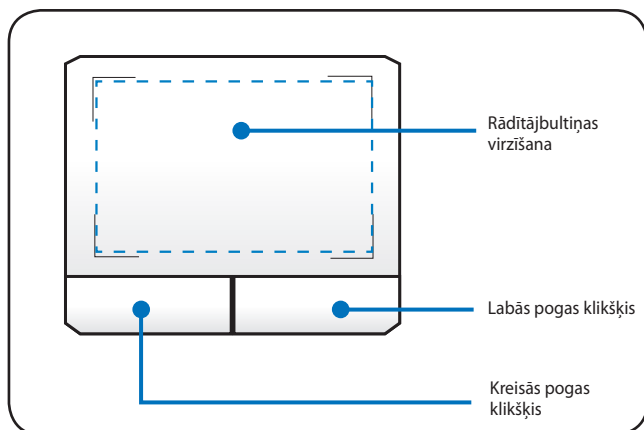 Rādītājbultiņas
virzīšana
Labās pogas klikšķis
Kreisās pogas
klikšķis